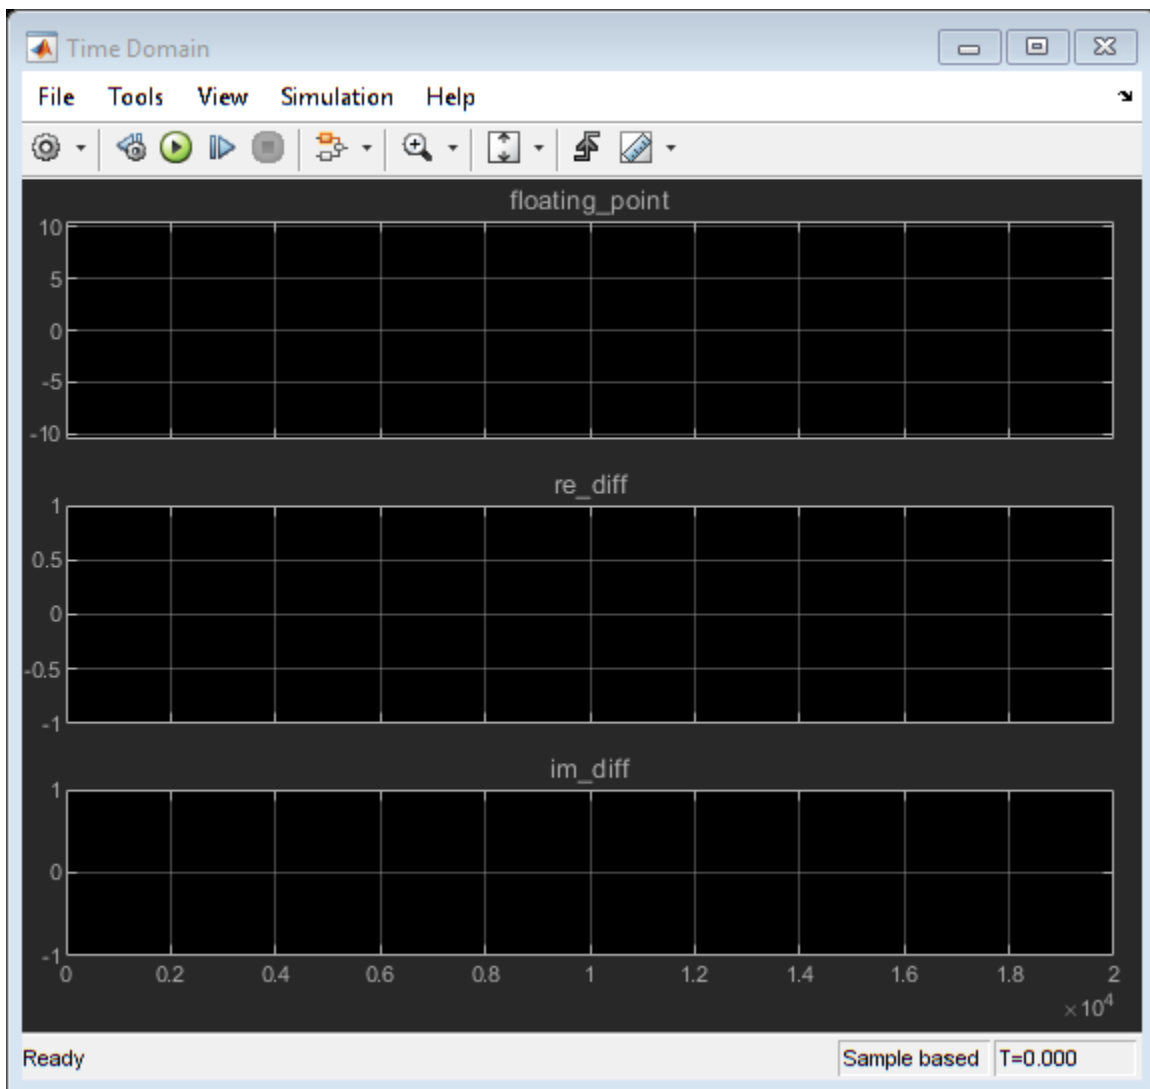 Time Domain
File Tools View Simulation Help
floating_point
10
5
0
-5
-10
re_diff
1
0.5
0
-0.5
-1
im_diff
1
0
-1
0 0.2 0.4 0.6 0.8 1 1.2 1.4 1.6 1.8 2
×10⁴
Ready Sample based T=0.000